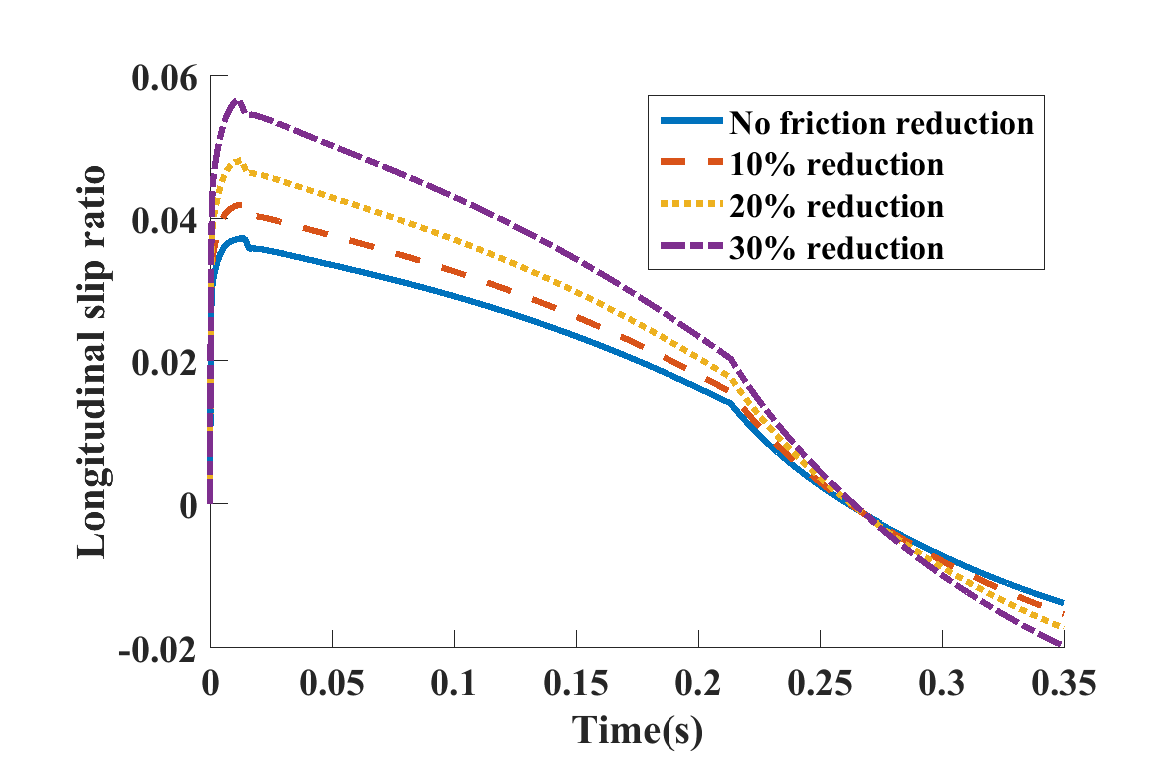 0.06
0.04
0.02
0
-0.02
Longitudinal slip ratio
No friction reduction
10% reduction
20% reduction
30% reduction
0 0.05 0.1 0.15 0.2 0.25 0.3 0.35
Time(s)